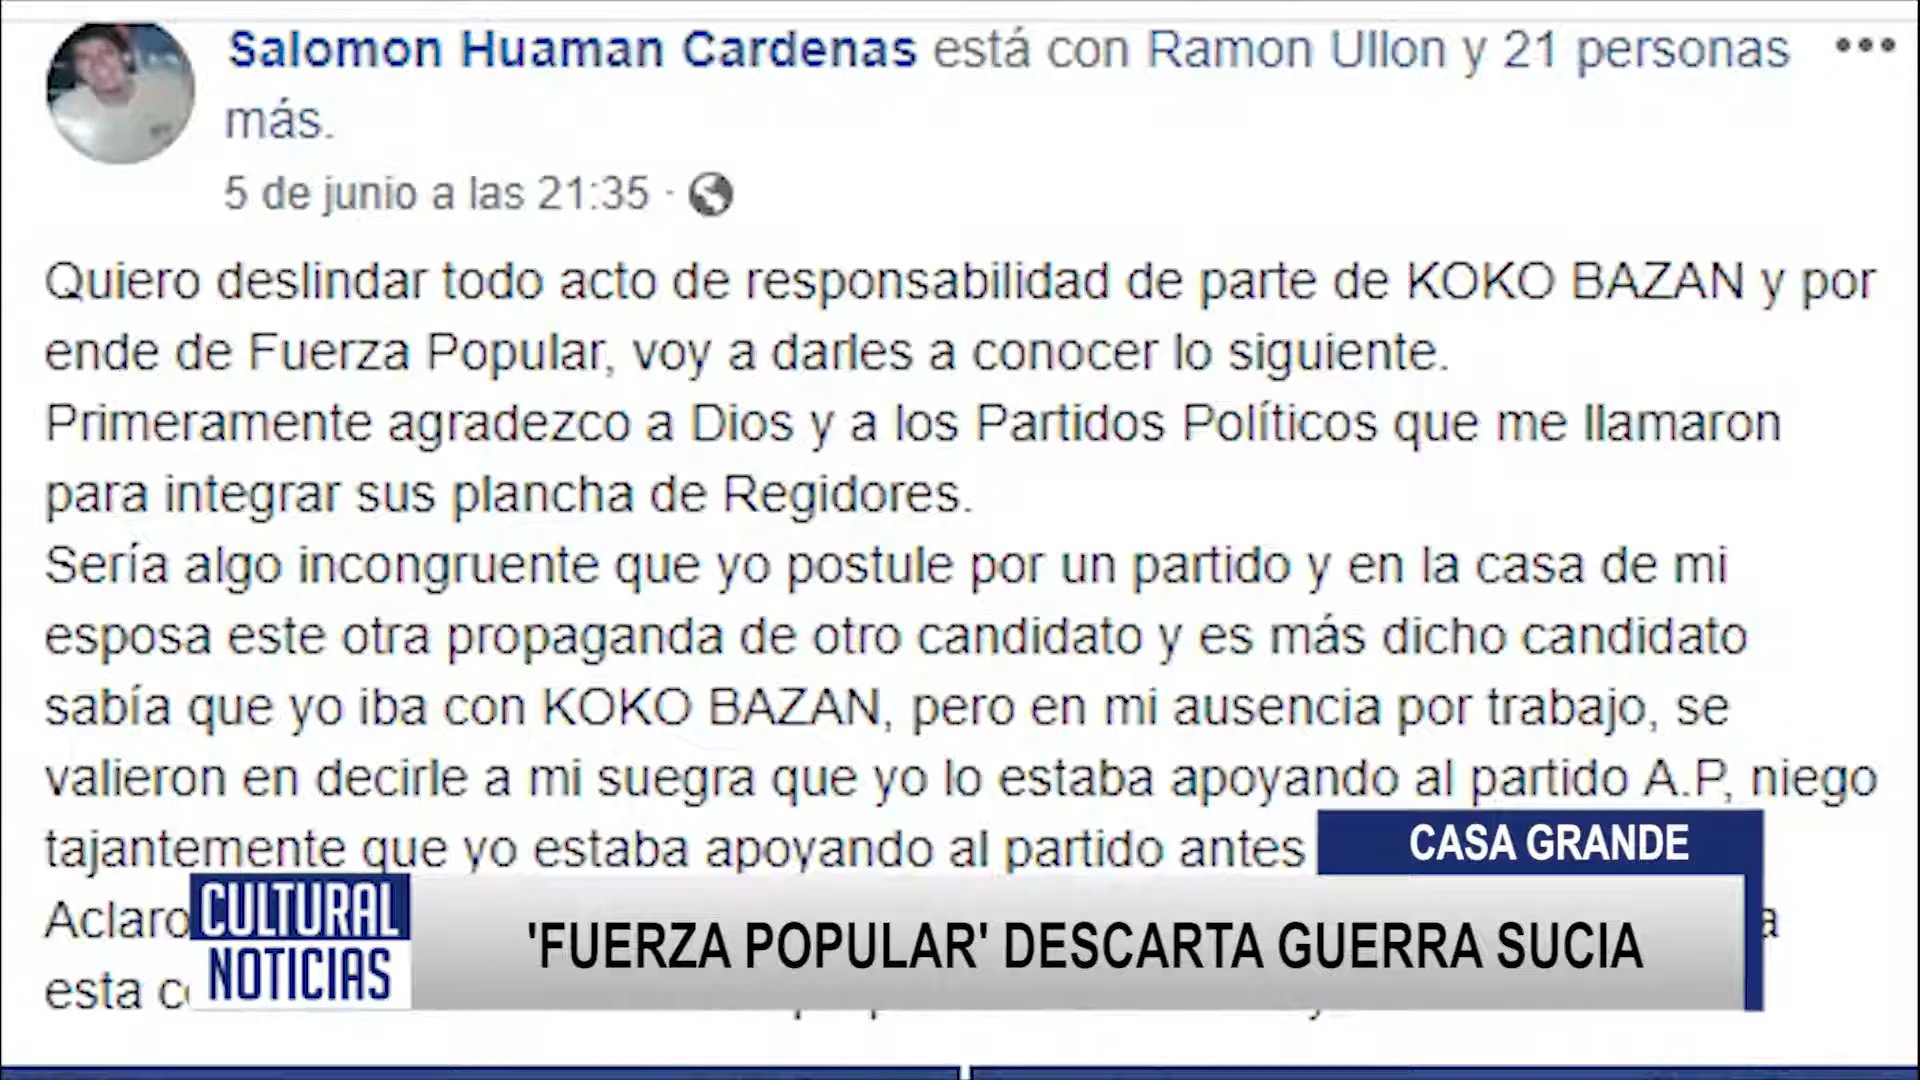 Salomon Huaman Cardenas está con Ramon Ullon y 21 personas
más.
5 de junio a las 21:35 ·
Quiero deslindar todo acto de responsabilidad de parte de KOKO BAZAN y por
ende de Fuerza Popular, voy a darles a conocer lo siguiente.
Primeramente agradezco a Dios y a los Partidos Políticos que me llamaron
para integrar sus plancha de Regidores.
Sería algo incongruente que yo postule por un partido y en la casa de mi
esposa este otra propaganda de otro candidato y es más dicho candidato
sabía que yo iba con KOKO BAZAN, pero en mi ausencia por trabajo, se
valieron en decirle a mi suegra que yo lo estaba apoyando al partido A.P, niego
tajantemente que yo estaba apoyando al partido antes
Aclaro
esta
CASA GRANDE
CULTURAL
NOTICIAS
'FUERZA POPULAR' DESCARTA GUERRA SUCIA